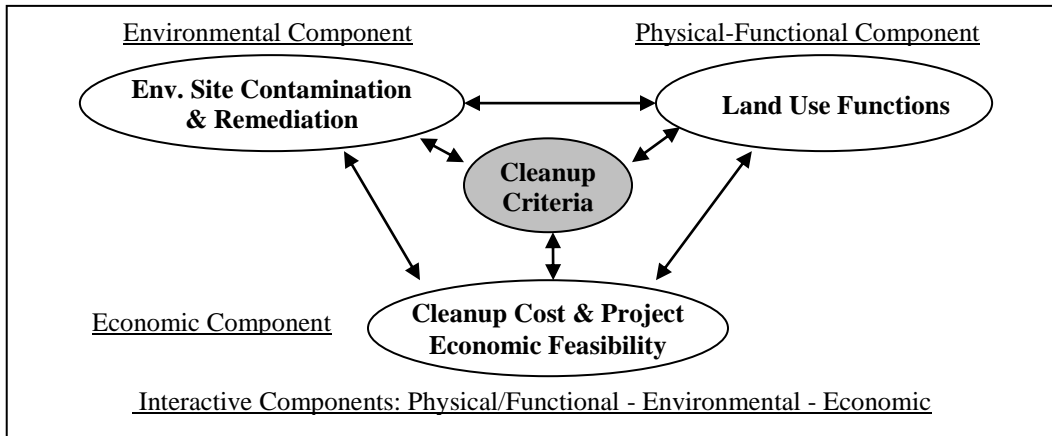 Environmental Component
Physical-Functional Component
Env. Site Contamination
& Remediation
Land Use Functions
Cleanup
Criteria
Economic Component
Cleanup Cost & Project
Economic Feasibility
Interactive Components: Physical/Functional - Environmental - Economic